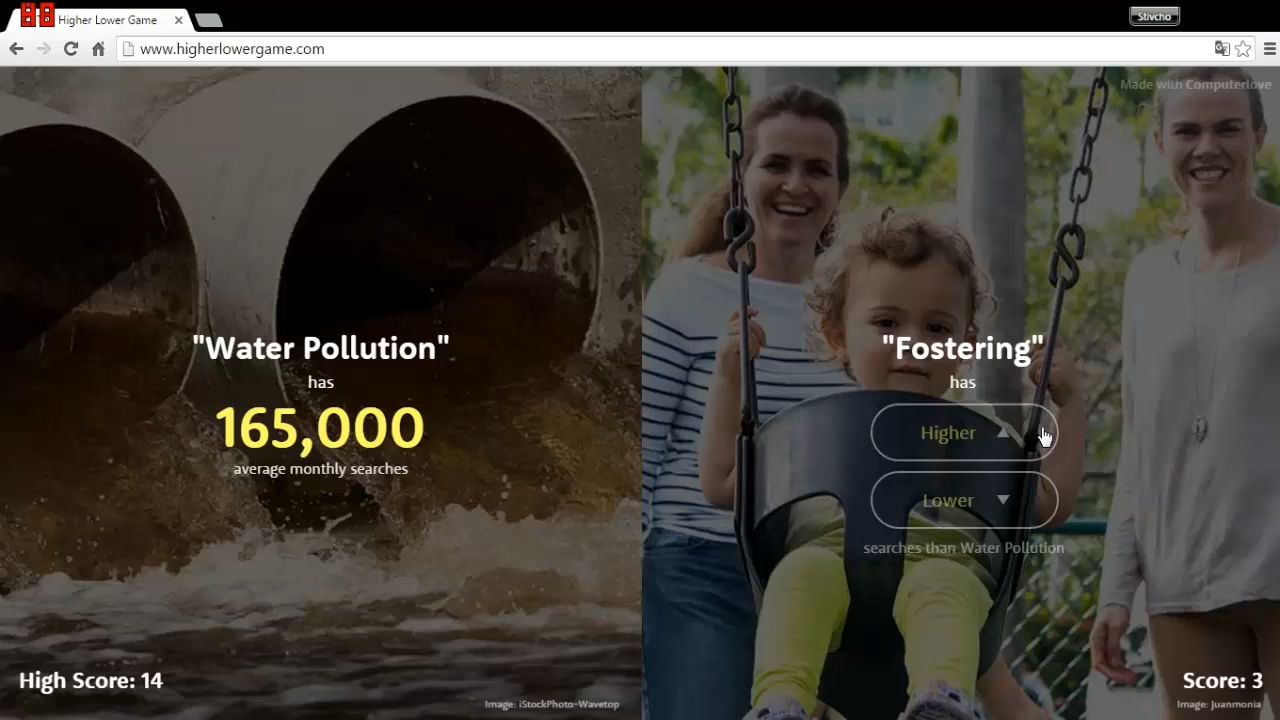 88
Higher Lower Game
Stivcho
www.higherlowergame.com
Made with Computerlove
"Water Pollution"
has
165,000
average monthly searches
"Fostering"
has
Higher
Lower
searches than Water Pollution
High Score: 14
Score: 3
Image: iStockPhoto-Wavetop
Image: Juanmonia